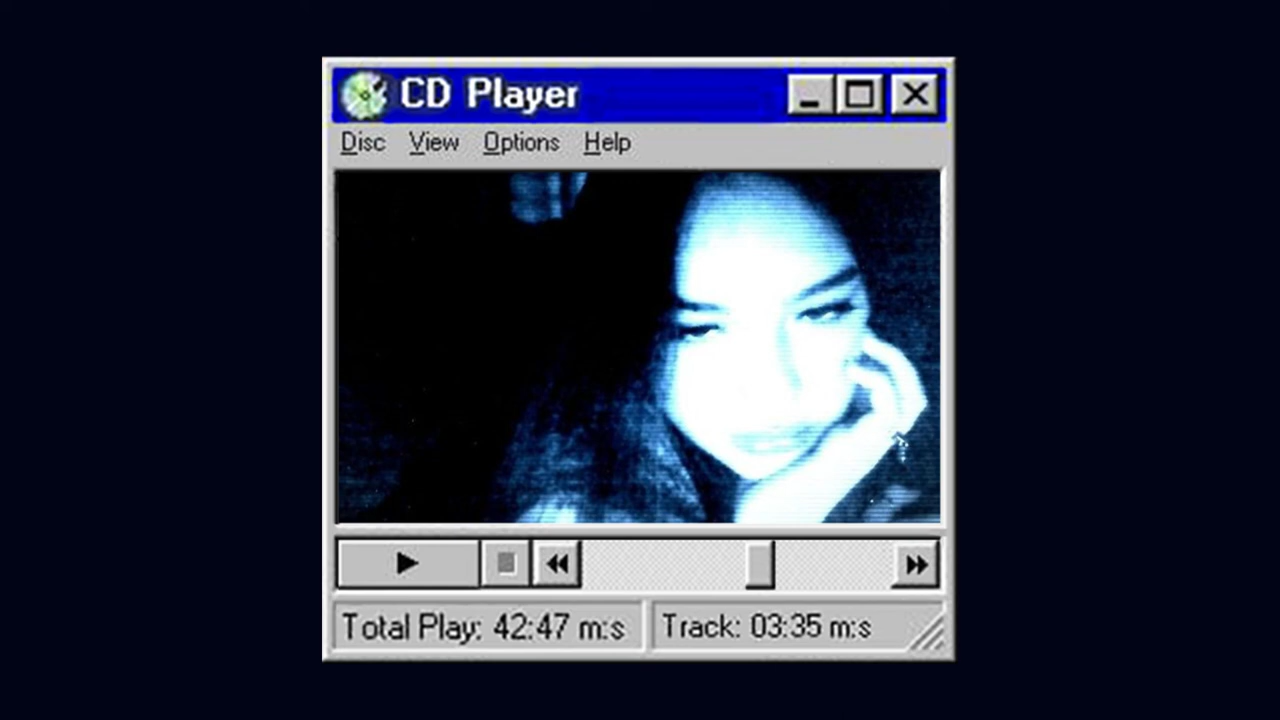 CD Player
Disc View Options Help
Total Play: 42:47 m:s Track: 03:35 m:s